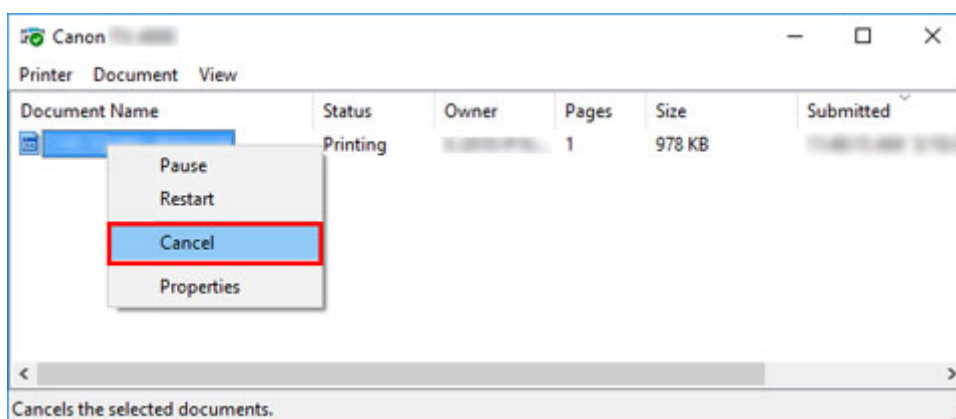 Canon
Printer Document View
Document Name Status Owner Pages Size Submitted
Printing 1 978 KB
Pause
Restart
Cancel
Properties
Cancels the selected documents.